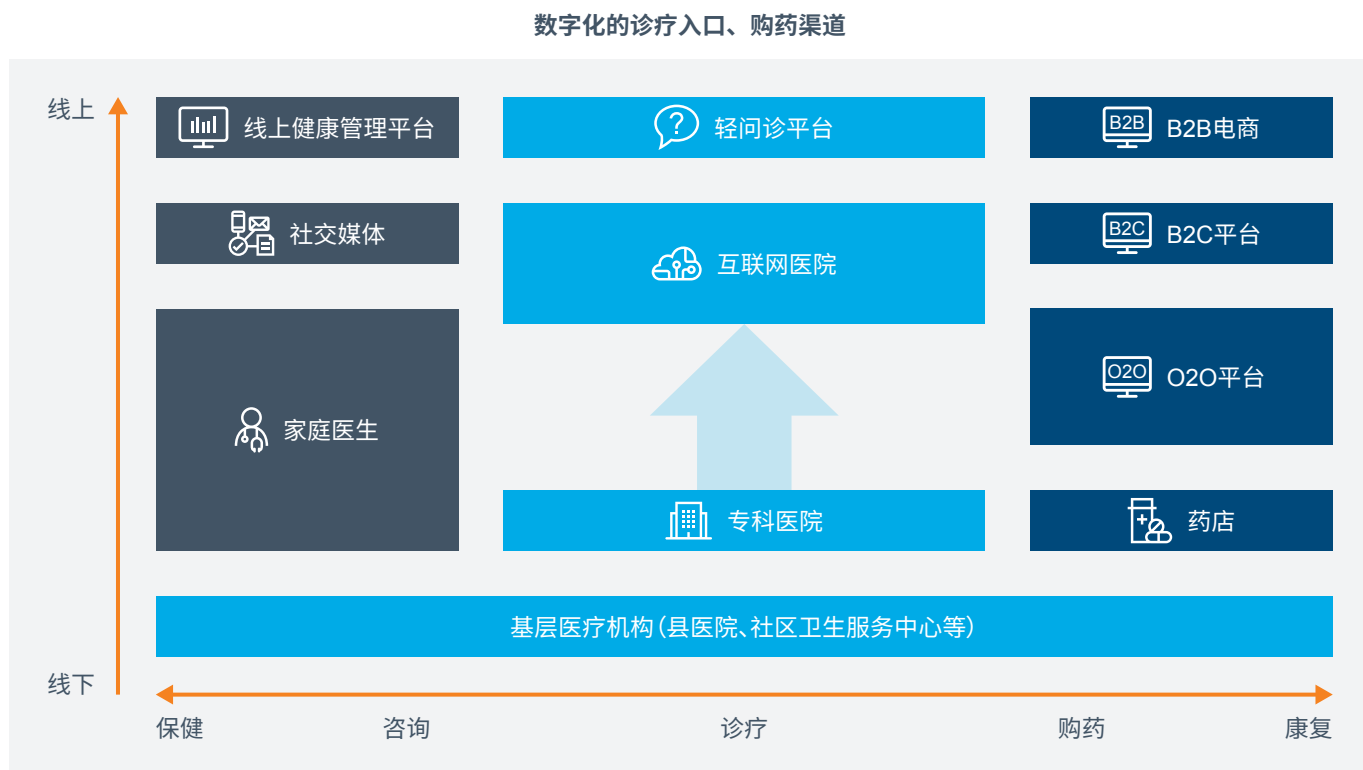 数字化的诊疗入口、购药渠道
线上
线上健康管理平台
轻问诊平台
B2B
B2B电商
社交媒体
互联网医院
B2C
B2C平台
家庭医生
O2O
O2O平台
专科医院
药店
基层医疗机构（县医院、社区卫生服务中心等）
线下
保健
咨询
诊疗
购药
康复